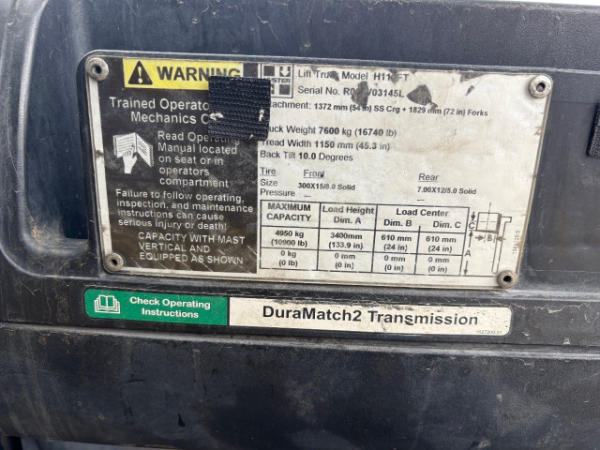 WARNING
Trained Operator
Mechanics
Read Operating
Manual located
on seat or in
operators
compartment
Failure to follow operating,
inspection, and maintenance
instructions can cause
serious injury or death!
CAPACITY WITH MAST
VERTICAL AND
EQUIPPED AS SHOWN
Lift Truck Model
Serial No.
Attachment: 1372 mm (54 in) SS Crg + 1829 mm (72 in) Forks
Truck Weight 7600 kg (16740 lb)
Tread Width 1150 mm (45.3 in)
Back Tilt 10.0 Degrees
Tire Front Rear
Size 300X15/8.0 Solid 7.00X12/5.0 Solid
Pressure -- --
MAXIMUM CAPACITY Load Height Dim. A Load Center Dim. B Dim. C
4950 kg 3400mm 610 mm 610 mm
(10900 lb) (133.9 in) (24 in) (24 in)
0 kg 0 mm 0 mm 0 mm
(0 lb) (0 in) (0 in) (0 in)
C
B
A
Check Operating
Instructions
DuraMatch2 Transmission